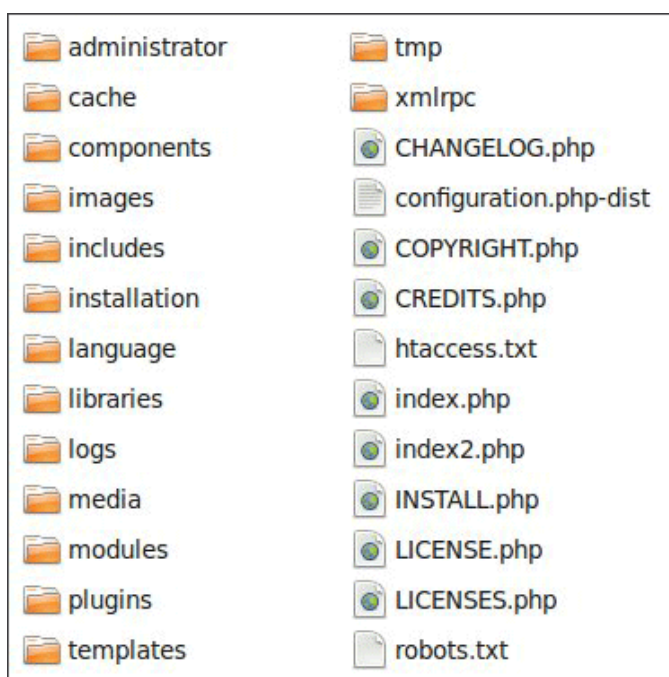 administrator
cache
components
images
includes
installation
language
libraries
logs
media
modules
plugins
templates
tmp
xmlrpc
CHANGELOG.php
configuration.php-dist
COPYRIGHT.php
CREDITS.php
htaccess.txt
index.php
index2.php
INSTALL.php
LICENSE.php
LICENSES.php
robots.txt